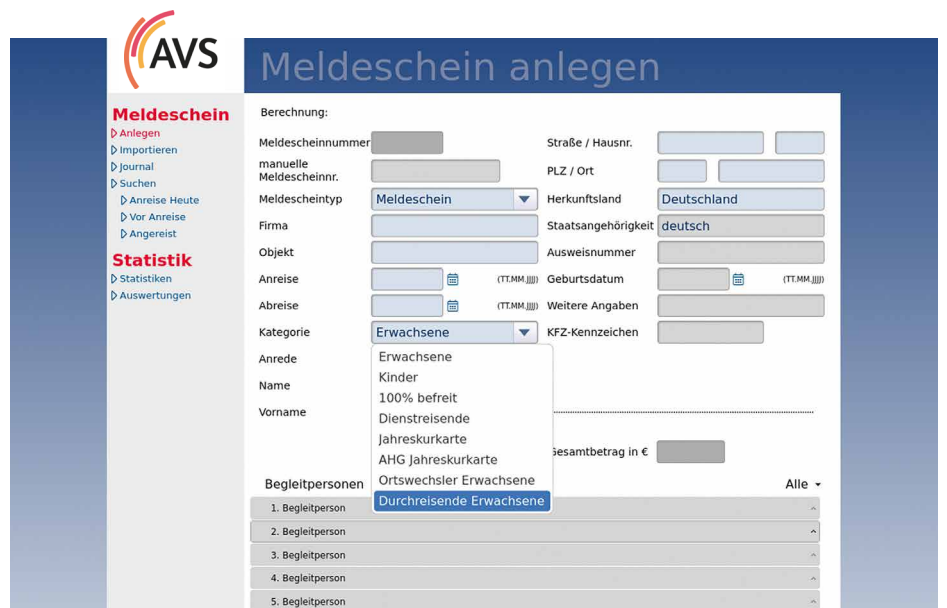 AVS
Meldeschein anlegen
Meldeschein
Anlegen
Importieren
Journal
Suchen
Anreise Heute
Vor Anreise
Angereist
Statistik
Statistiken
Auswertungen
Berechnung:
Meldescheinnummer
manuelle
Meldescheinnr.
Meldescheintyp Meldeschein
Firma
Objekt
Anreise (TT.MM.JJJJ)
Abreise (TT.MM.JJJJ)
Kategorie Erwachsene
Anrede
Name
Vorname
Erwachsene
Kinder
100% befreit
Dienstreisende
Jahreskurkarte
AHG Jahreskurkarte
Ortswechsler Erwachsene
Durchreisende Erwachsene
Straße / Hausnr.
PLZ / Ort
Herkunftsland Deutschland
Staatsangehörigkeit deutsch
Ausweisnummer
Geburtsdatum (TT.MM.JJJJ)
Weitere Angaben
KFZ-Kennzeichen
Gesamtbetrag in €
Begleitpersonen Alle
1. Begleitperson
2. Begleitperson
3. Begleitperson
4. Begleitperson
5. Begleitperson